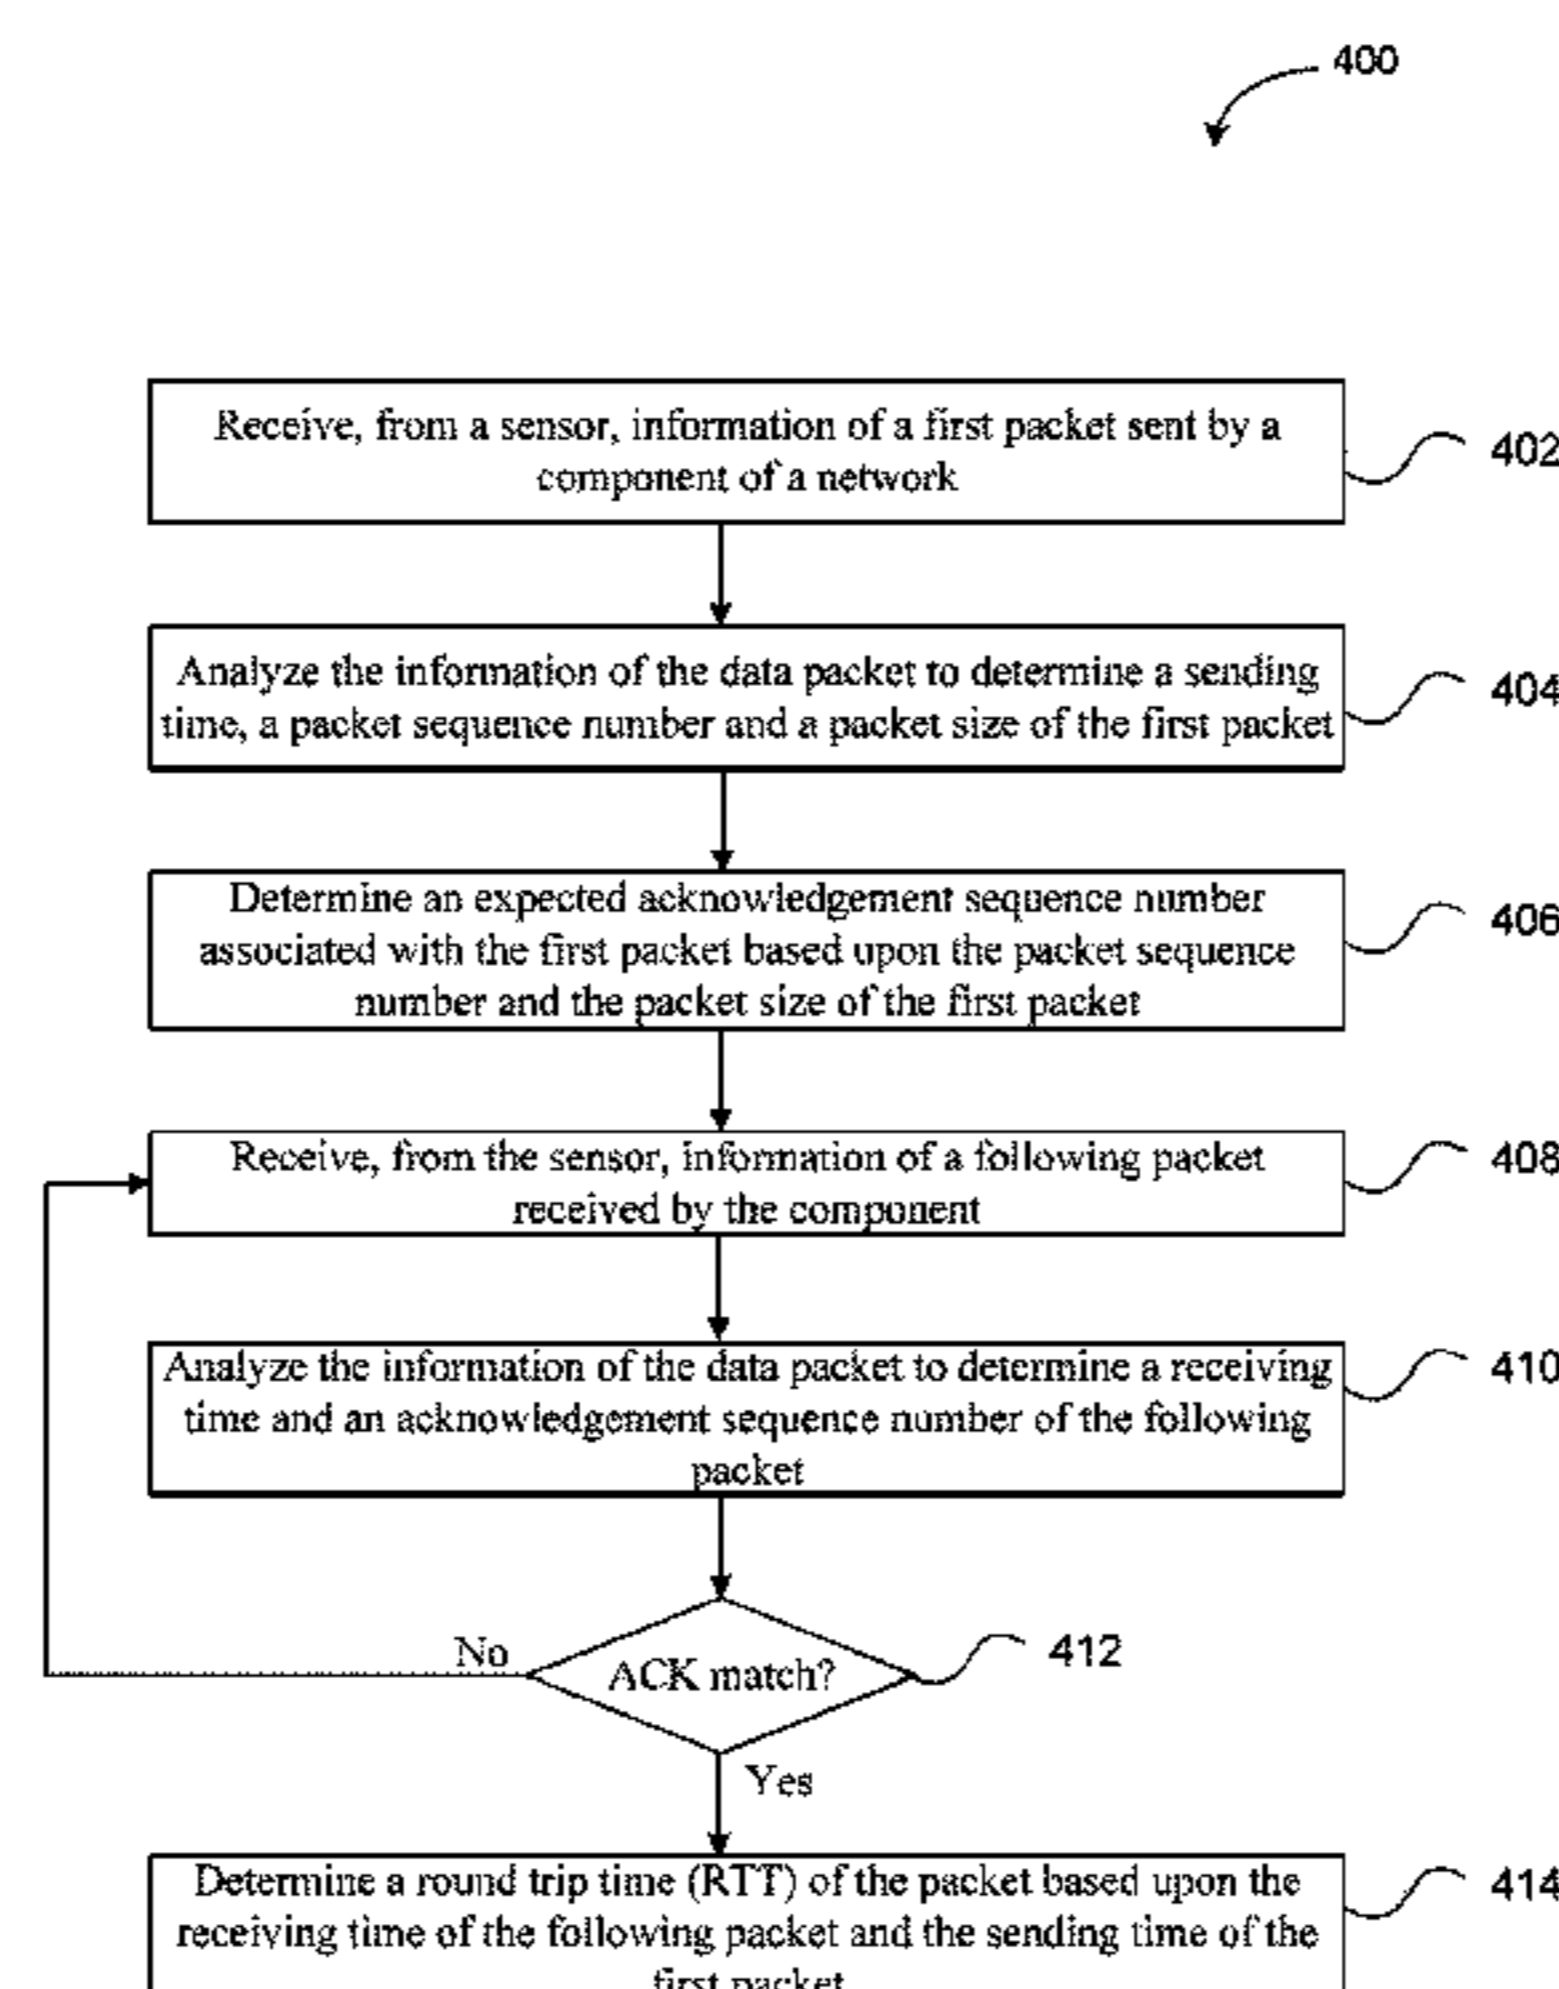 400
Receive, from a sensor, information of a first packet sent by a
component of a network
402
Analyze the information of the data packet to determine a sending
time, a packet sequence number and a packet size of the first packet
404
Determine an expected acknowledgement sequence number
associated with the first packet based upon the packet sequence
number and the packet size of the first packet
406
Receive, from the sensor, information of a following packet
received by the component
408
Analyze the information of the data packet to determine a receiving
time and an acknowledgement sequence number of the following
packet
410
No
ACK match?
412
Yes
Determine a round trip time (RTT) of the packet based upon the
receiving time of the following packet and the sending time of the
first packet
414